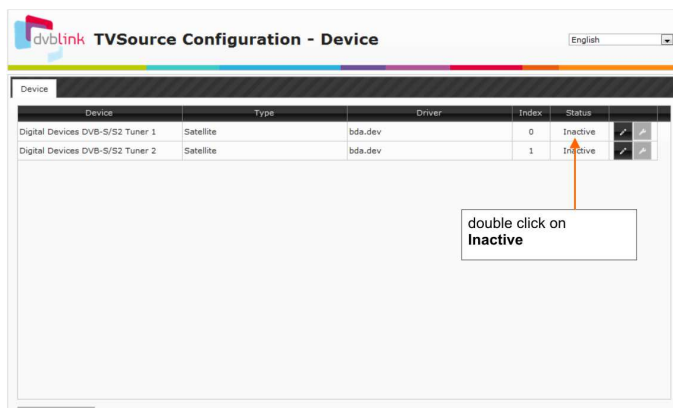 dvblink TVSource Configuration - Device
English
Device
Device Type Driver Index Status
Digital Devices DVB-S/S2 Tuner 1 Satellite bda.dev 0 Inactive
Digital Devices DVB-S/S2 Tuner 2 Satellite bda.dev 1 Inactive
double click on
Inactive